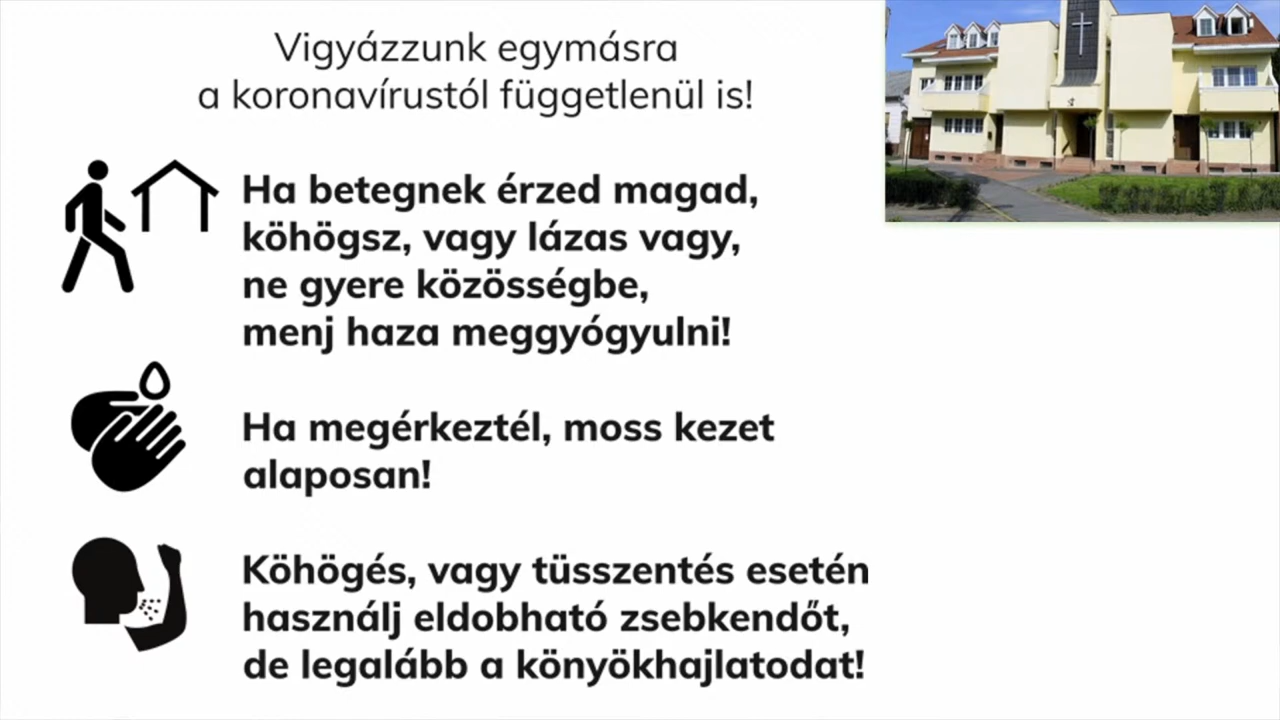 Vigyázzunk egymásra
a koronavírustól függetlenül is!
Ha betegnek érzed magad,
köhögsz, vagy lázas vagy,
ne gyere közösségbe,
menj haza meggyógyulni!
Ha megérkeztél, moss kezet
alaposan!
Köhögés, vagy tüsszentés esetén
használj eldobható zsebkendőt,
de legalább a könyökhajlatodat!